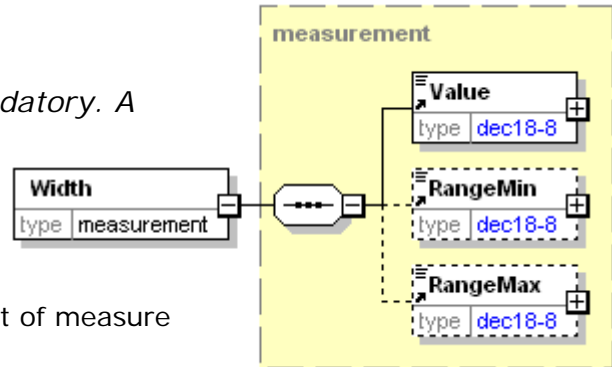 measurement
datory. A
Value
type dec18-8
Width
type measurement
RangeMin
type dec18-8
t of measure
RangeMax
type dec18-8